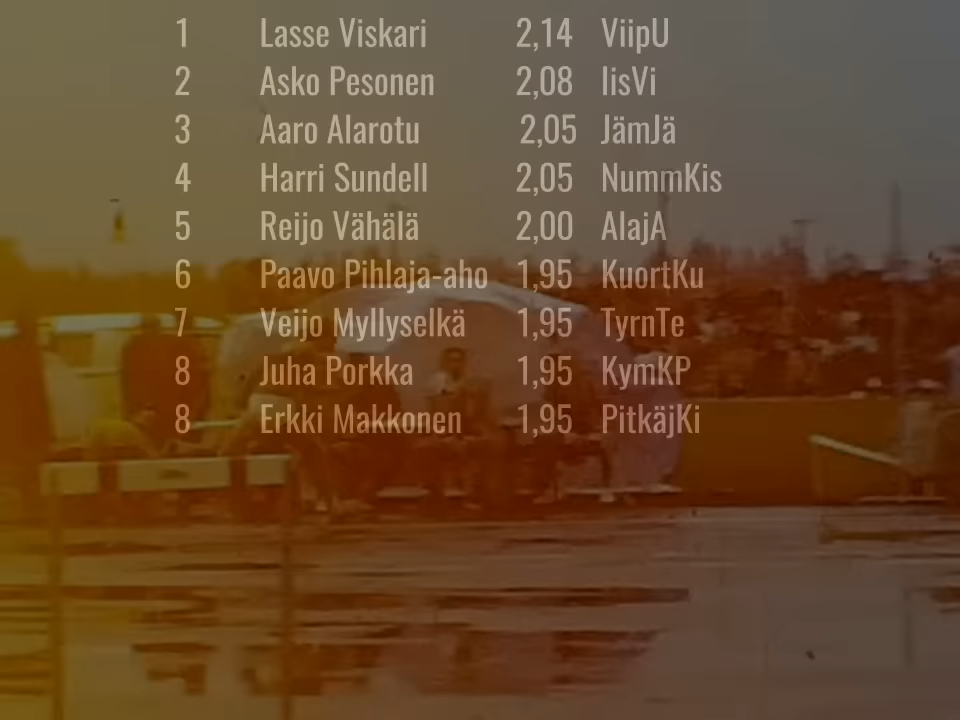 1 Lasse Viskari 2,14 ViipU
2 Asko Pesonen 2,08 IisVi
3 Aaro Alarotu 2,05 JämJä
4 Harri Sundell 2,05 NummKis
5 Reijo Vähälä 2,00 AlajA
6 Paavo Pihlaja-aho 1,95 KuortKu
7 Veijo Myllyselkä 1,95 TyrnTe
8 Juha Porkka 1,95 KymKP
8 Erkki Makkonen 1,95 PitkäjKi